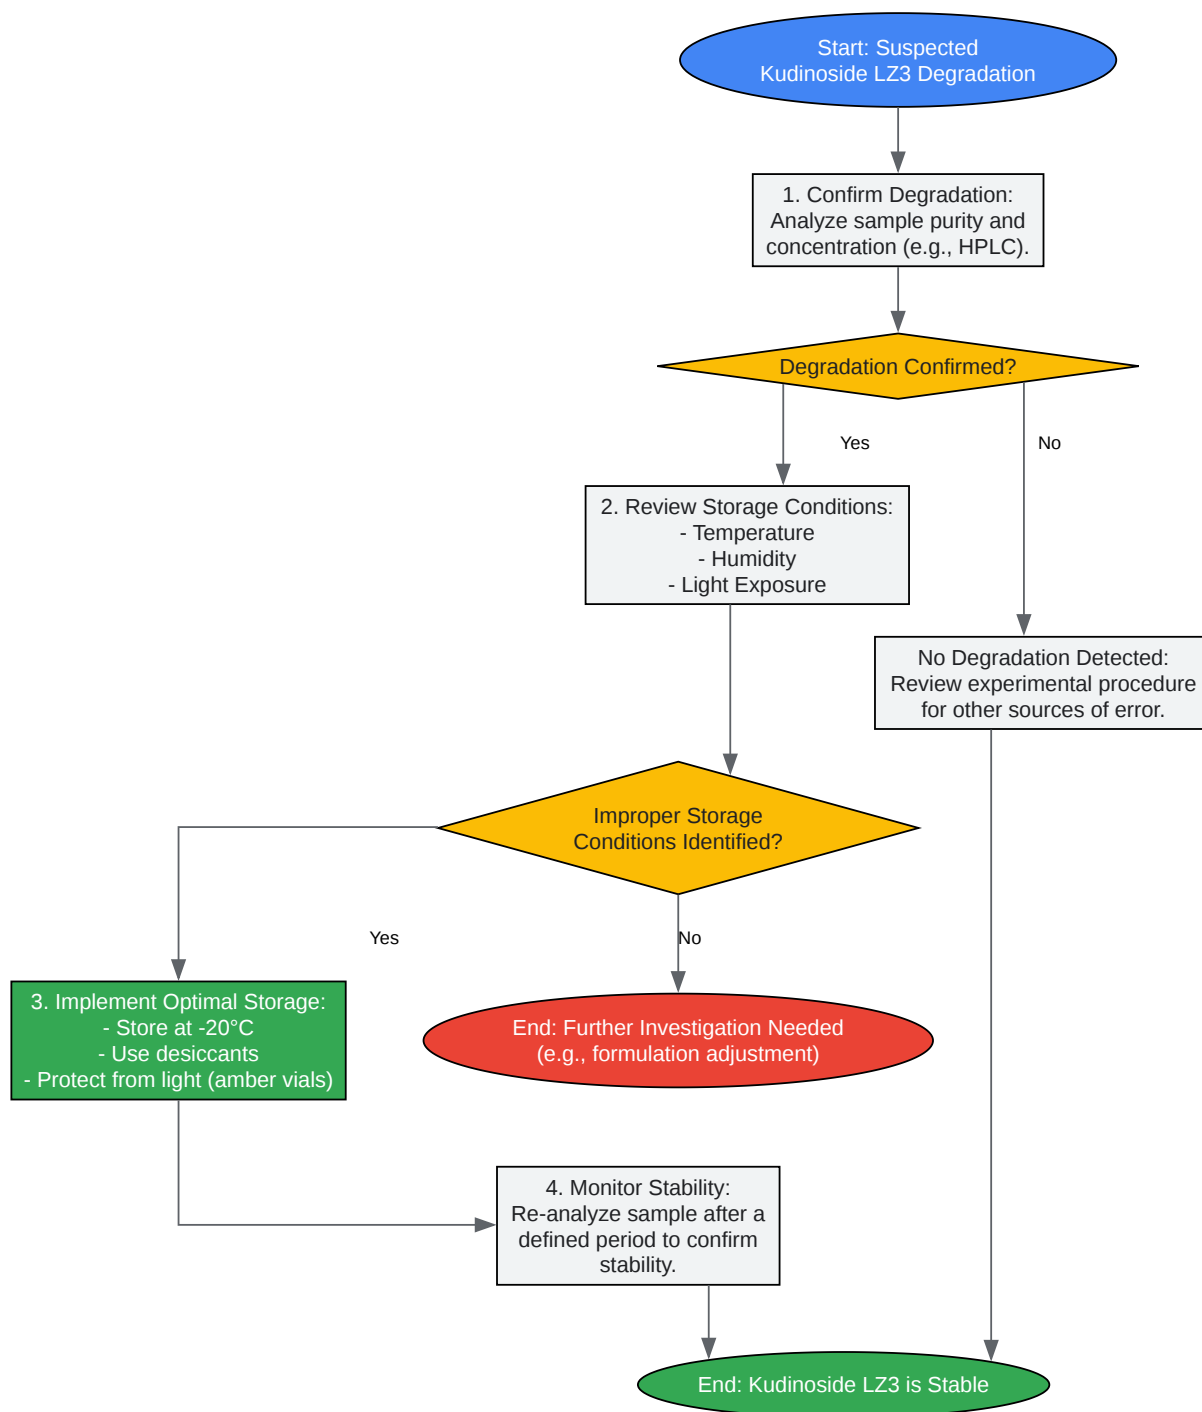 Start: Suspected
Kudinoside LZ3 Degradation
1. Confirm Degradation:
Analyze sample purity and
concentration (e.g., HPLC).
Degradation Confirmed?
Yes
No
2. Review Storage Conditions:
- Temperature
- Humidity
- Light Exposure
No Degradation Detected:
Review experimental procedure
for other sources of error.
Improper Storage
Conditions Identified?
Yes
No
3. Implement Optimal Storage:
- Store at -20°C
- Use desiccants
- Protect from light (amber vials)
End: Further Investigation Needed
(e.g., formulation adjustment)
4. Monitor Stability:
Re-analyze sample after a
defined period to confirm
stability.
End: Kudinoside LZ3 is Stable